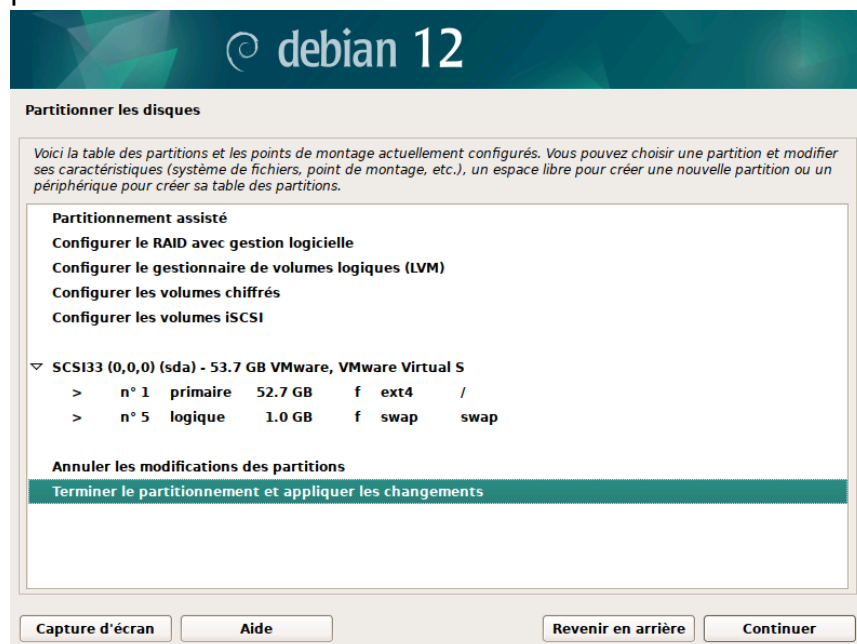 debian 12
Partitionner les disques
Voici la table des partitions et les points de montage actuellement configurés. Vous pouvez choisir une partition et modifier
ses caractéristiques (système de fichiers, point de montage, etc.), un espace libre pour créer une nouvelle partition ou un
périphérique pour créer sa table des partitions.
Partitionnement assisté
Configurer le RAID avec gestion logicielle
Configurer le gestionnaire de volumes logiques (LVM)
Configurer les volumes chiffrés
Configurer les volumes iSCSI
SCSI33 (0,0,0) (sda) - 53.7 GB VMware, VMware Virtual S
> n° 1 primaire 52.7 GB f ext4 /
> n° 5 logique 1.0 GB f swap swap
Annuler les modifications des partitions
Terminer le partitionnement et appliquer les changements
Capture d'écran Aide Revenir en arrière Continuer